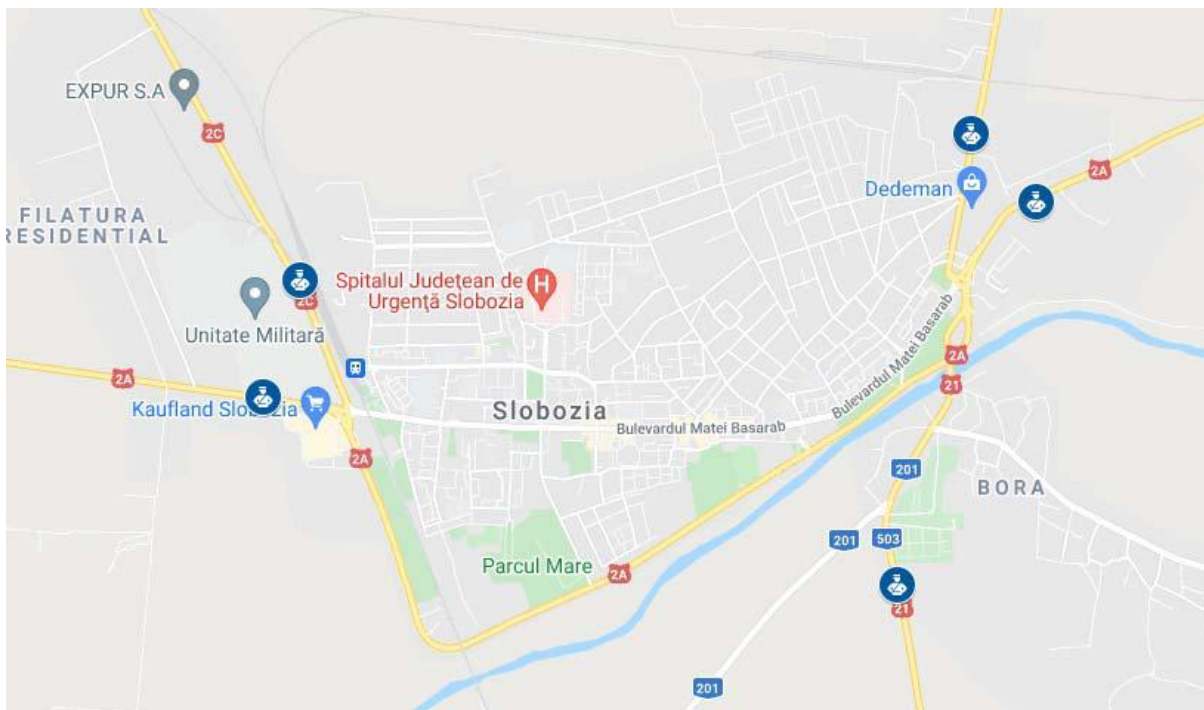 EXPUR S.A
2C
2A
Dedeman
FILATURA
RESIDENTIAL
Spitalul Județean de
Urgență Slobozia
H
2C
Unitate Militară
Bulevardul Matei Basarab
2A
2A
21
Kaufland Slobozia
Slobozia
Bulevardul Matei Basarab
2A
201
BORA
201
503
Parcul Mare
2A
21
201